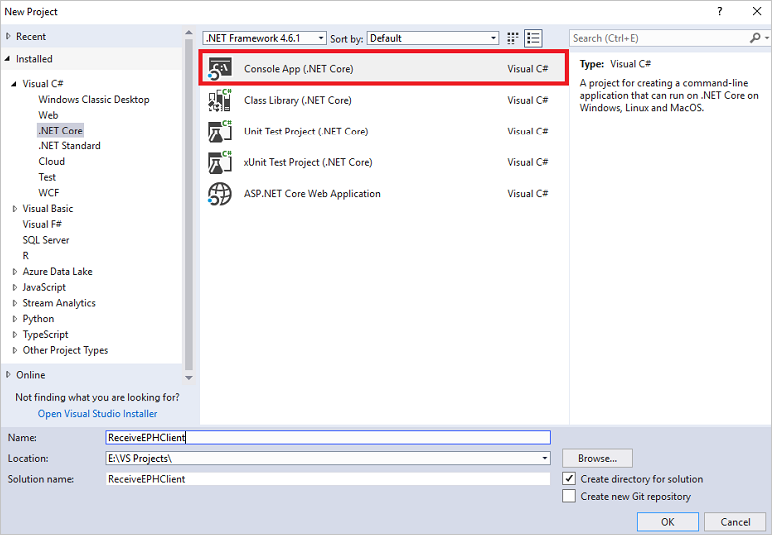 New Project
?
Recent
.NET Framework 4.6.1
Sort by:
Default
Search (Ctrl+E)
Installed
Visual C#
Windows Classic Desktop
Web
.NET Core
.NET Standard
Cloud
Test
WCF
Visual Basic
Visual F#
SQL Server
R
Azure Data Lake
JavaScript
Stream Analytics
Python
TypeScript
Other Project Types
Online
Not finding what you are looking for?
Open Visual Studio Installer
C:\
Console App (.NET Core)
Visual C#
C#
Class Library (.NET Core)
Visual C#
C#
Unit Test Project (.NET Core)
Visual C#
C#
xUnit Test Project (.NET Core)
Visual C#
ASP.NET Core Web Application
Visual C#
Type: Visual C#
A project for creating a command-line
application that can run on .NET Core on
Windows, Linux and MacOS.
Name:
ReceiveEPHClient
Location:
E:\VS Projects\
Browse...
Solution name:
ReceiveEPHClient
Create directory for solution
Create new Git repository
OK
Cancel